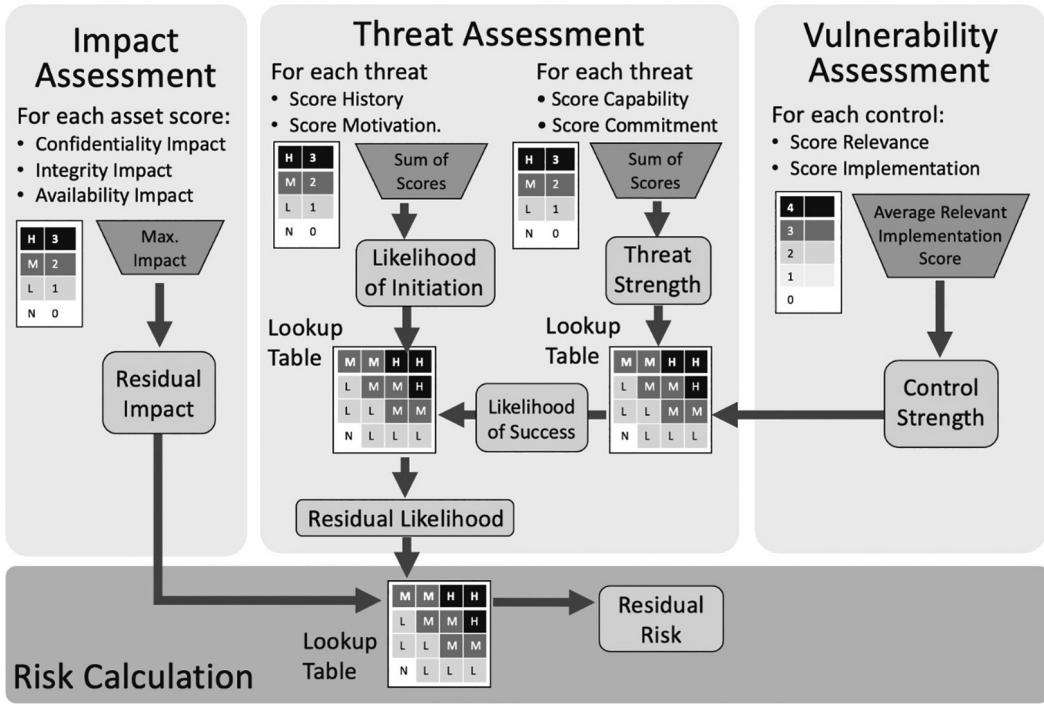 Impact
Assessment
For each asset score:
• Confidentiality Impact
• Integrity Impact
• Availability Impact
H 3
M 2
L 1
N 0
Max.
Impact
Residual
Impact
Threat Assessment
For each threat
• Score History
• Score Motivation.
H 3
M 2
L 1
N 0
Sum of
Scores
Likelihood
of Initiation
Lookup
Table
M M H H
L M M H
L L M M
N L L L
For each threat
• Score Capability
• Score Commitment
H 3
M 2
L 1
N 0
Sum of
Scores
Threat
Strength
Lookup
Table
M M H H
L M M H
L L M M
N L L L
Likelihood
of Success
Residual Likelihood
Vulnerability
Assessment
For each control:
• Score Relevance
• Score Implementation
4
3
2
1
0
Average Relevant
Implementation
Score
Control
Strength
Risk Calculation
Lookup
Table
M M H H
L M M H
L L M M
N L L L
Residual
Risk